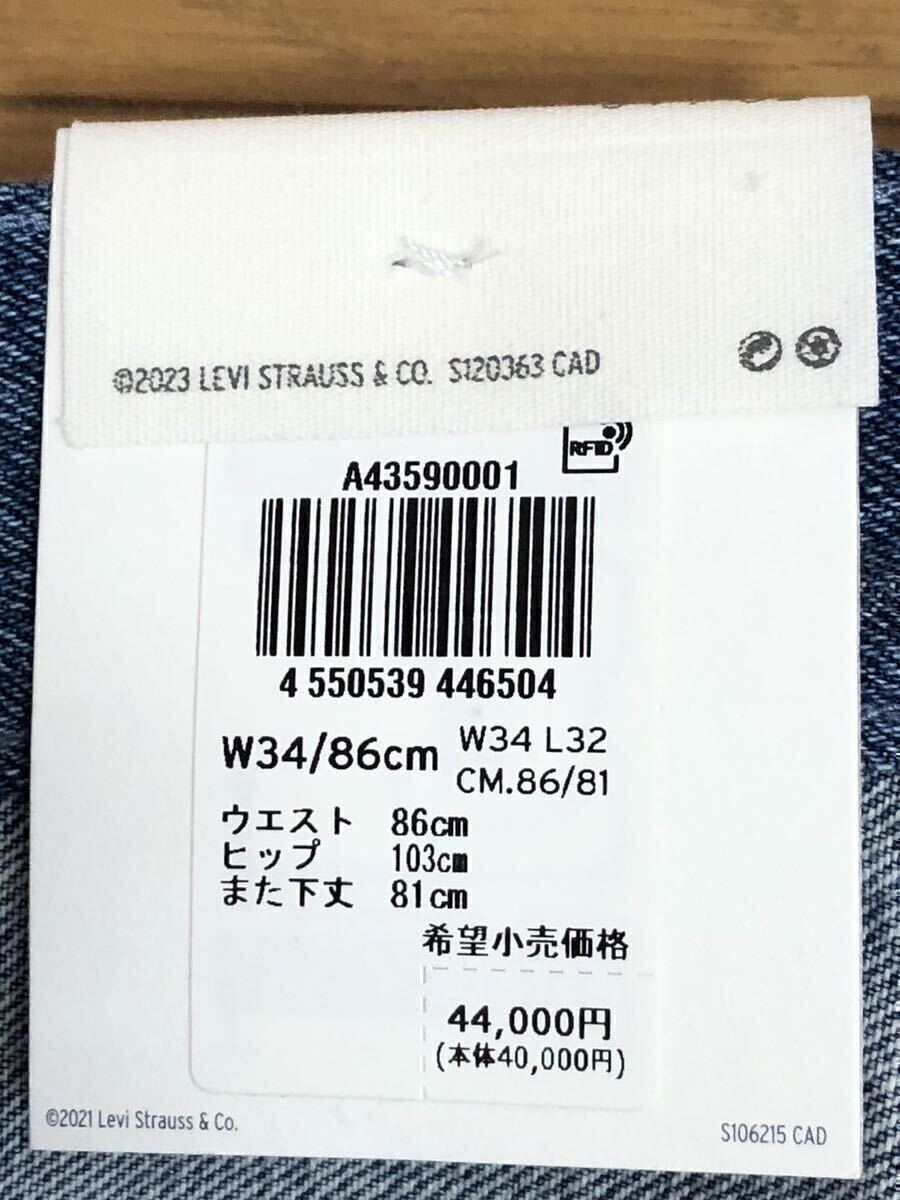 ©2023 LEVI STRAUSS & CO. S120363 CAD
RFID
A43590001
4 550539 446504
W34/86cm
W34 L32
CM.86/81
ウエスト 86cm
ヒップ 103cm
また下丈 81cm
希望小売価格
44,000円
(本体40,000円)
©2021 Levi Strauss & Co.
S106215 CAD